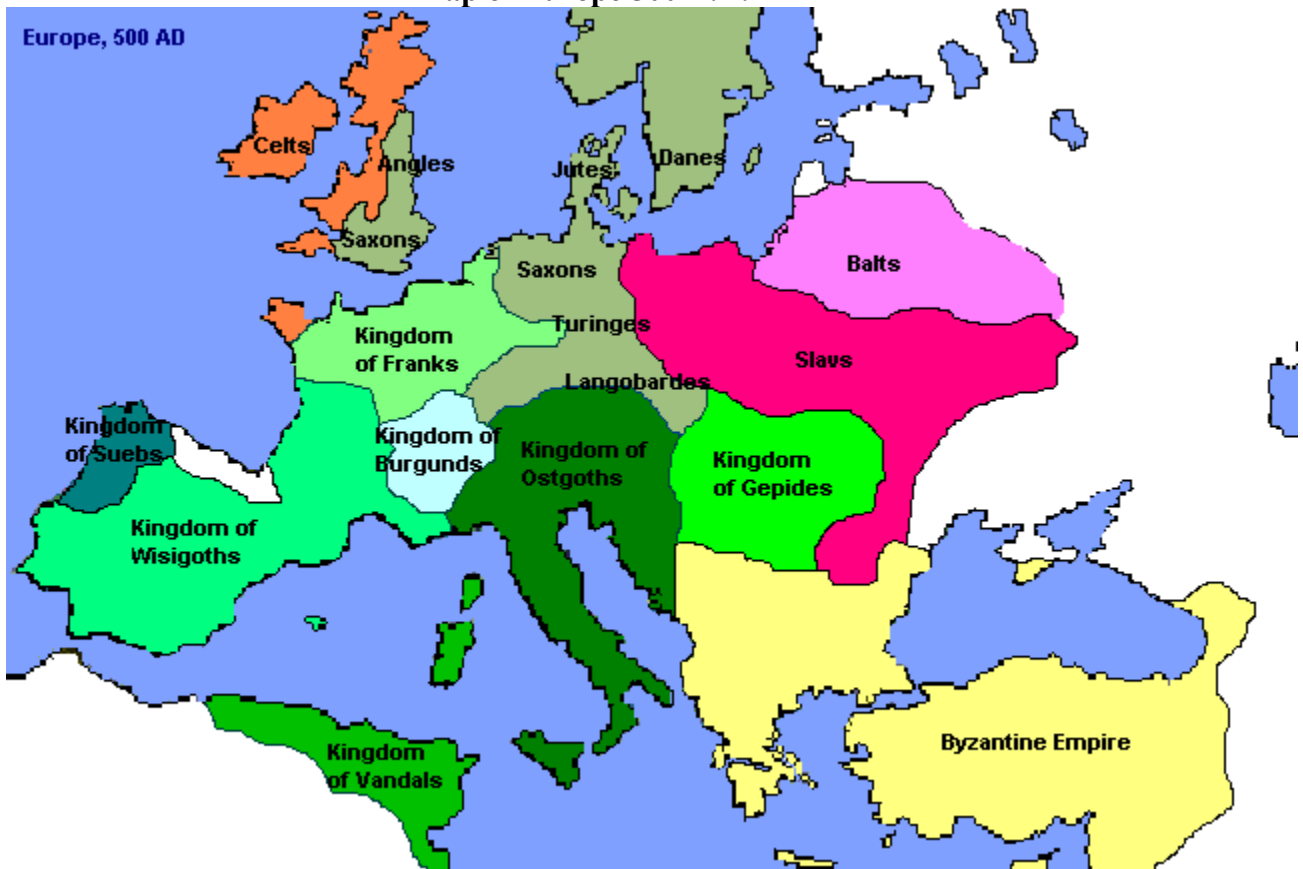 Europe, 500 AD
Celts
Angles
Saxons
Jutes
Danes
Saxons
Turinges
Langobardes
Balts
Slavs
Kingdom
of Franks
Kingdom of
Burgunds
Kingdom
of Suebs
Kingdom of
Wisigoths
Kingdom of
Ostgoths
Kingdom
of Gepides
Kingdom
of Vandals
Byzantine Empire